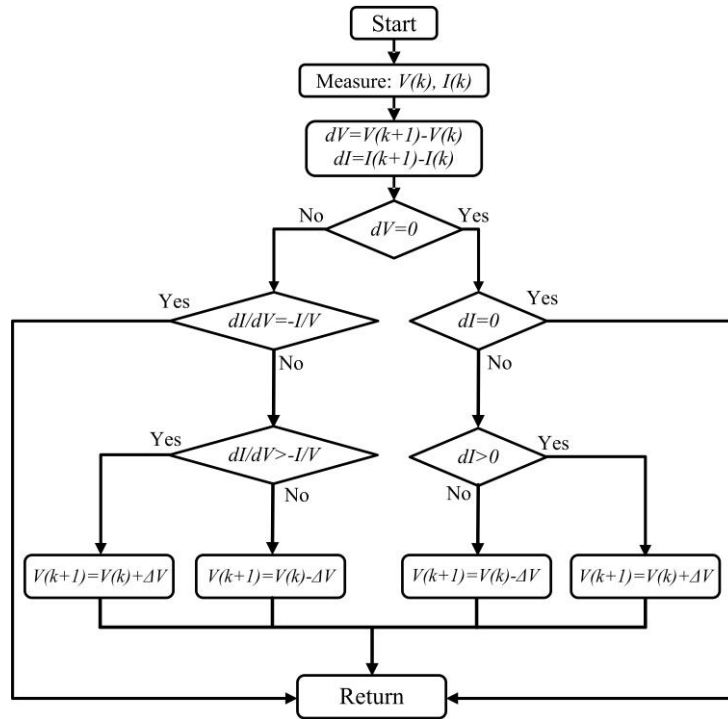 Start
Measure: V(k), I(k)
dV=V(k+1)-V(k)
dI=I(k+1)-I(k)
No
Yes
dV=0
Yes
dI/dV=-I/V
dI=0
Yes
No
No
Yes
dI/dV>-I/V
dI>0
Yes
No
No
V(k+1)=V(k)+ΔV
V(k+1)=V(k)-ΔV
V(k+1)=V(k)-ΔV
V(k+1)=V(k)+ΔV
Return